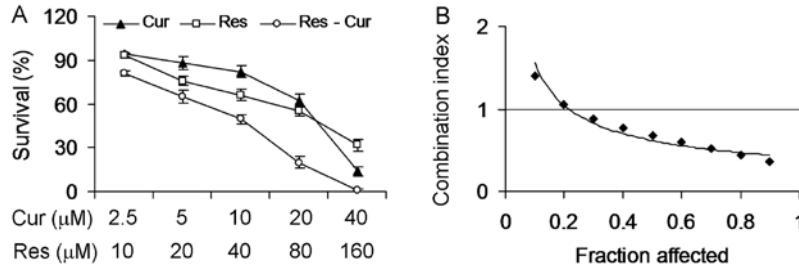 A
Cur
Res
Res - Cur
Survival (%)
120
90
60
30
0
Cur (μM) 2.5 5 10 20 40
Res (μM) 10 20 40 80 160
B
Combination index
2
1
0
0 0.2 0.4 0.6 0.8 1
Fraction affected